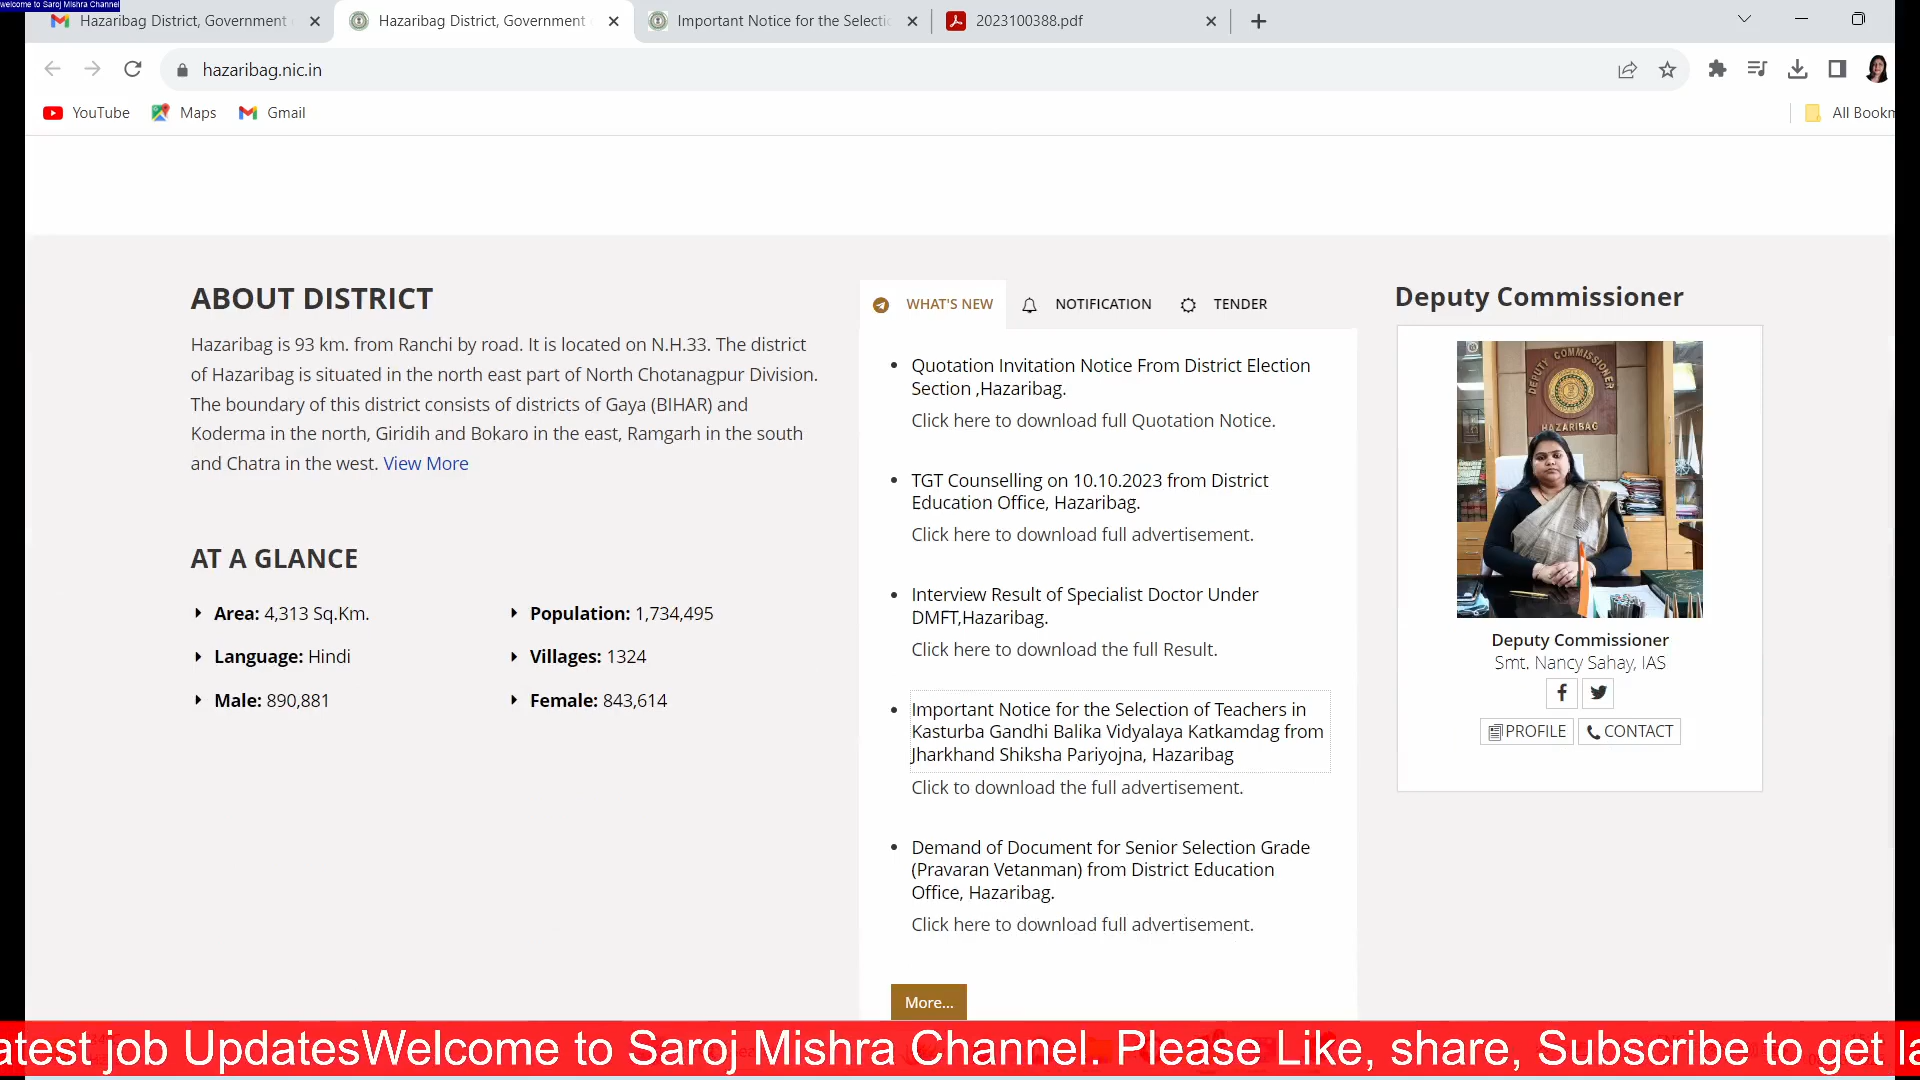 welcome to Saroj Mishra Channel
Hazaribag District, Government
Hazaribag District, Government
Important Notice for the Selectio
2023100388.pdf
hazaribag.nic.in
YouTube
Maps
Gmail
All Bookm
ABOUT DISTRICT
Hazaribag is 93 km. from Ranchi by road. It is located on N.H.33. The district
of Hazaribag is situated in the north east part of North Chotanagpur Division.
The boundary of this district consists of districts of Gaya (BIHAR) and
Koderma in the north, Giridih and Bokaro in the east, Ramgarh in the south
and Chatra in the west. View More
AT A GLANCE
Area: 4,313 Sq.Km.
Population: 1,734,495
Language: Hindi
Villages: 1324
Male: 890,881
Female: 843,614
WHAT'S NEW
NOTIFICATION
TENDER
Quotation Invitation Notice From District Election
Section ,Hazaribag.
Click here to download full Quotation Notice.
TGT Counselling on 10.10.2023 from District
Education Office, Hazaribag.
Click here to download full advertisement.
Interview Result of Specialist Doctor Under
DMFT,Hazaribag.
Click here to download the full Result.
Important Notice for the Selection of Teachers in
Kasturba Gandhi Balika Vidyalaya Katkamdag from
Jharkhand Shiksha Pariyojna, Hazaribag
Click to download the full advertisement.
Demand of Document for Senior Selection Grade
(Pravaran Vetanman) from District Education
Office, Hazaribag.
Click here to download full advertisement.
More...
Deputy Commissioner
DEPUTY COMMISSIONER
HAZARIBAG
Deputy Commissioner
Smt. Nancy Sahay, IAS
PROFILE
CONTACT
atest job UpdatesWelcome to Saroj Mishra Channel. Please Like, share, Subscribe to get la